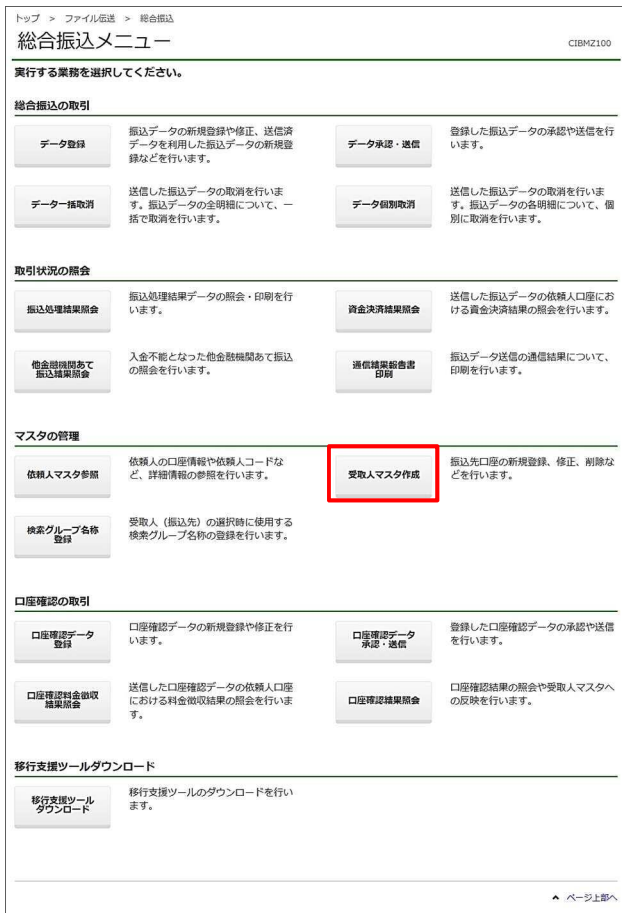 トップ > ファイル伝送 > 総合振込
総合振込メニュー
CIBMZ100
実行する業務を選択してください。
総合振込の取引
データ登録
振込データの新規登録や修正、送信済
データを利用した振込データの新規登
録などを行います。
データ承認・送信
登録した振込データの承認や送信を行
います。
データ一括取消
送信した振込データの取消を行いま
す。振込データの全明細について、一
括で取消を行います。
データ個別取消
送信した振込データの取消を行いま
す。振込データの各明細について、個
別に取消を行います。
取引状況の照会
振込処理結果照会
振込処理結果データの照会・印刷を行
います。
資金決済結果照会
送信した振込データの依頼人口座にお
ける資金決済結果の照会を行います。
他金融機関あて
振込結果照会
入金不能となった他金融機関あて振込
の照会を行います。
通信結果報告書
印刷
振込データ送信の通信結果について、
印刷を行います。
マスタの管理
依頼人マスタ参照
依頼人の口座情報や依頼人コードな
ど、詳細情報の参照を行います。
受取人マスタ作成
振込先口座の新規登録、修正、削除な
どを行います。
検索グループ名称
登録
受取人（振込先）の選択時に使用する
検索グループ名称の登録を行います。
口座確認の取引
口座確認データ
登録
口座確認データの新規登録や修正を行
います。
口座確認データ
承認・送信
登録した口座確認データの承認や送信
を行います。
口座確認料金徴収
結果照会
送信した口座確認データの依頼人口座
における料金徴収結果の照会を行いま
す。
口座確認結果照会
口座確認結果の照会や受取人マスタへ
の反映を行います。
移行支援ツールダウンロード
移行支援ツール
ダウンロード
移行支援ツールのダウンロードを行い
ます。
ページ上部へ